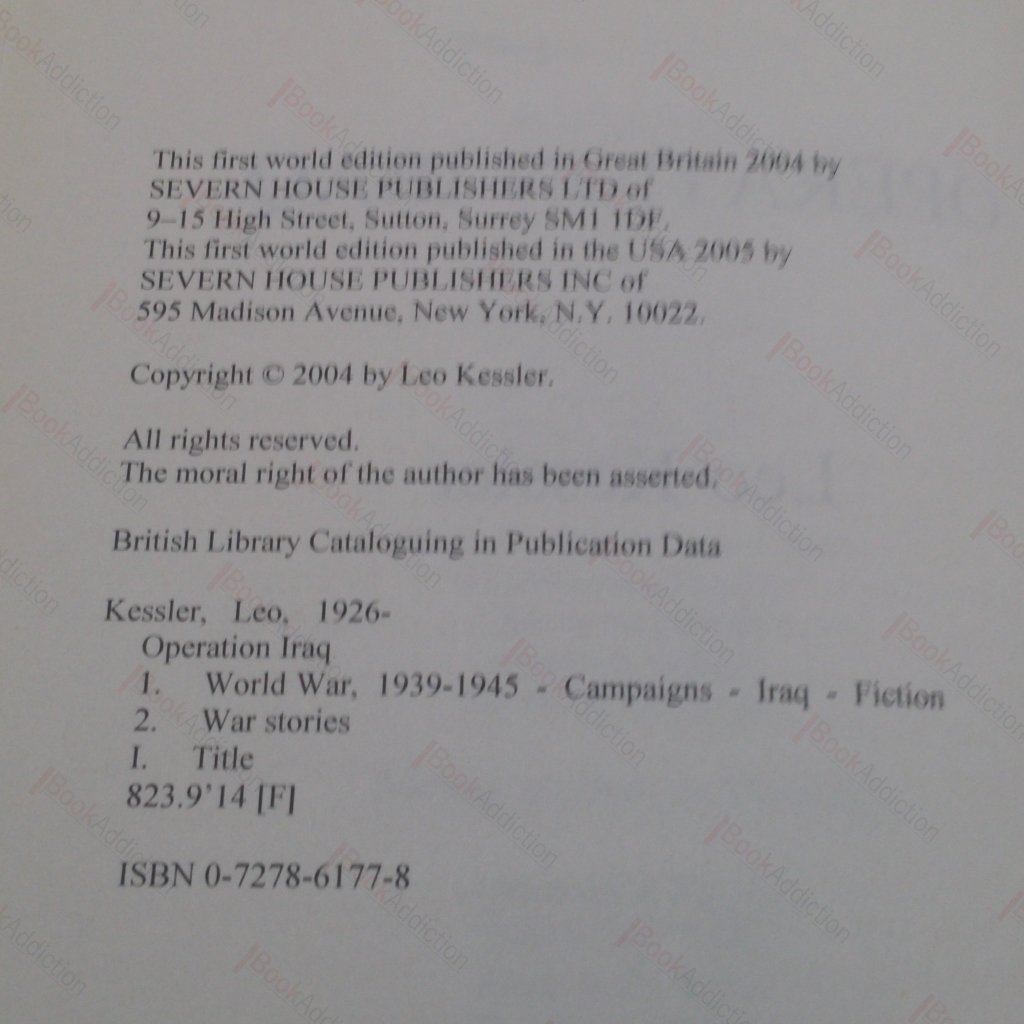 This first world edition published in Great Britain 2004 by
SEVERN HOUSE PUBLISHERS LTD of
9–15 High Street, Sutton, Surrey SM1 1DF.
This first world edition published in the USA 2005 by
SEVERN HOUSE PUBLISHERS INC of
595 Madison Avenue, New York, N.Y. 10022.
Copyright © 2004 by Leo Kessler.
All rights reserved.
The moral right of the author has been asserted.
British Library Cataloguing in Publication Data
Kessler, Leo, 1926-
Operation Iraq
1. World War, 1939-1945 - Campaigns - Iraq - Fiction
2. War stories
I. Title
823.9'14 [F]
ISBN 0-7278-6177-8
BookAddiction